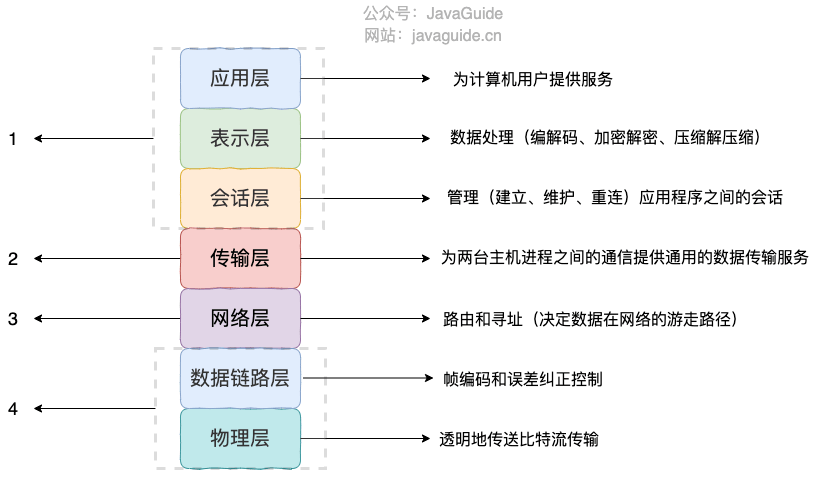 公众号：JavaGuide
网站：javaguide.cn
应用层
为计算机用户提供服务
1
表示层
数据处理（编解码、加密解密、压缩解压缩）
会话层
管理（建立、维护、重连）应用程序之间的会话
2
传输层
为两台主机进程之间的通信提供通用的数据传输服务
3
网络层
路由和寻址（决定数据在网络的游走路径）
数据链路层
帧编码和误差纠正控制
4
物理层
透明地传送比特流传输